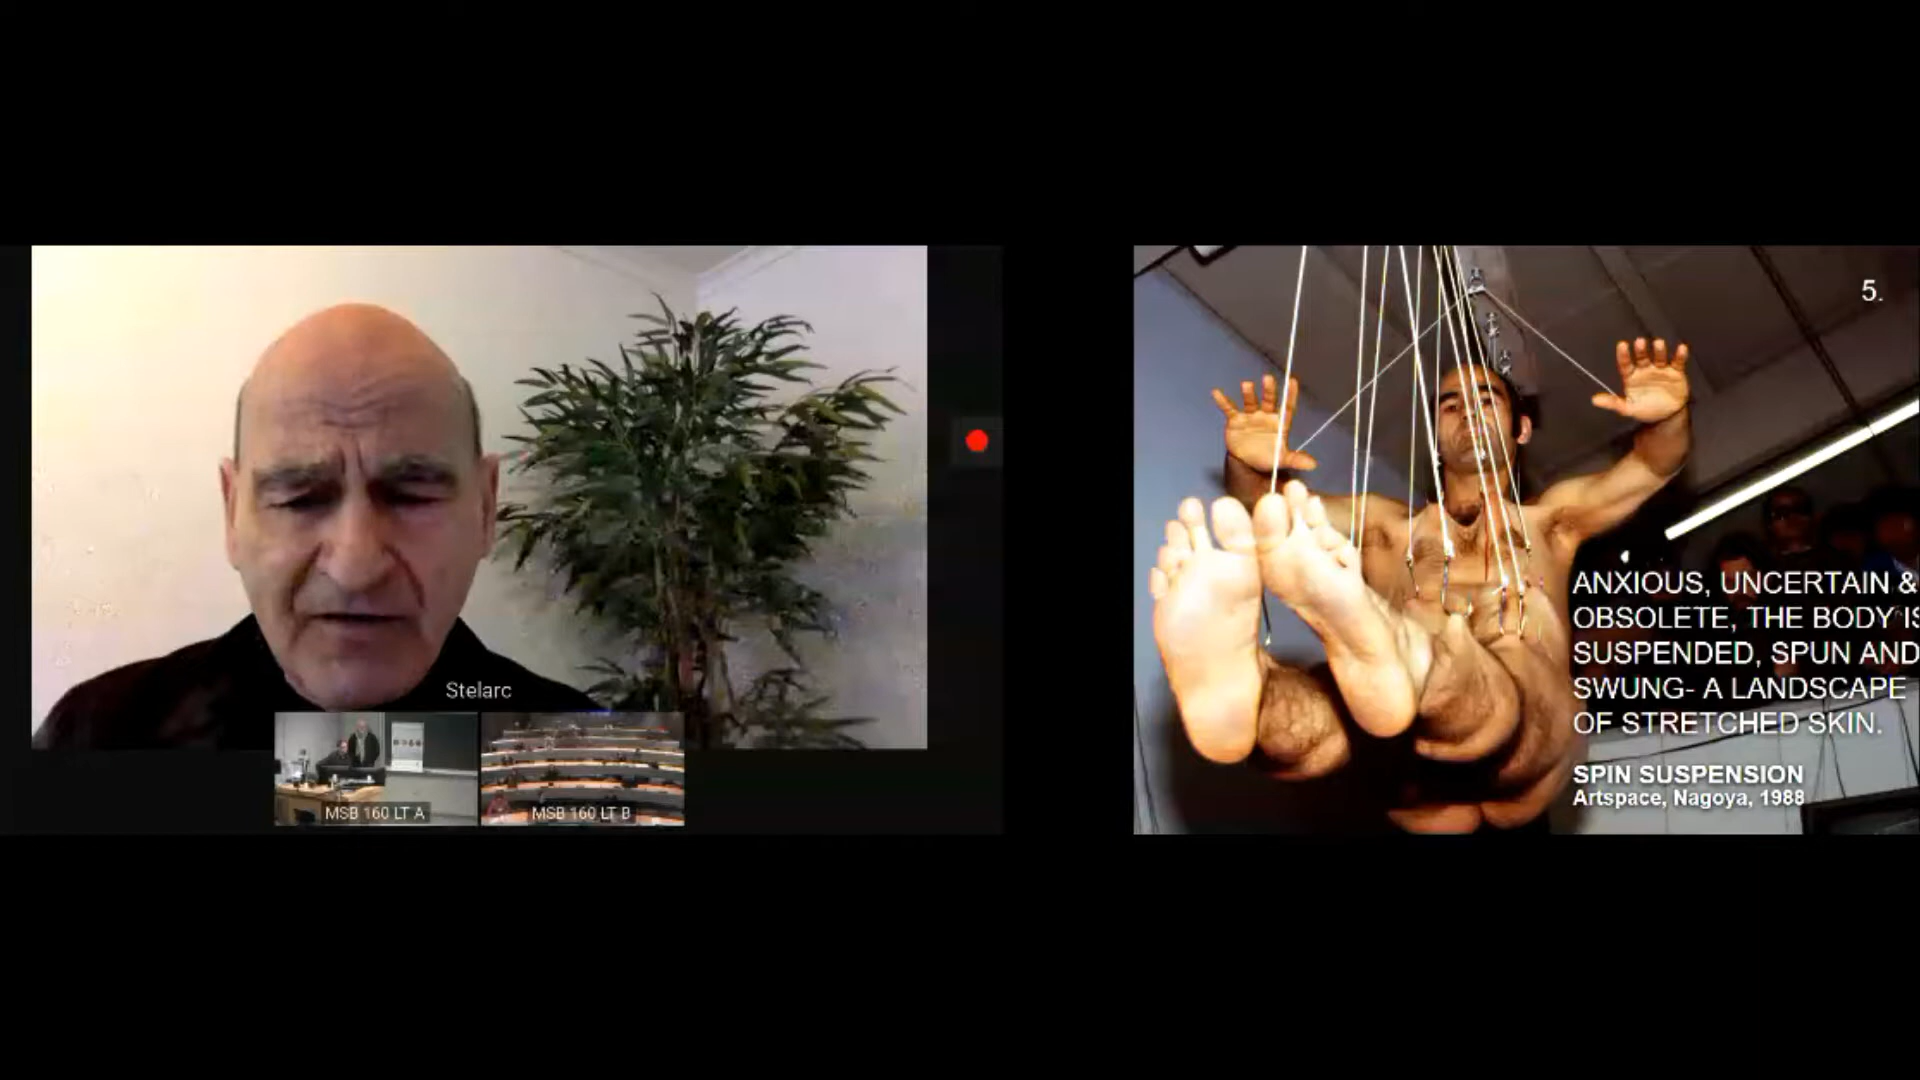 Stelarc
MSB 160 LT A
MSB 160 LT B
5.
ANXIOUS, UNCERTAIN &
OBSOLETE, THE BODY IS
SUSPENDED, SPUN AND
SWUNG- A LANDSCAPE
OF STRETCHED SKIN.
SPIN SUSPENSION
Artspace, Nagoya, 1988